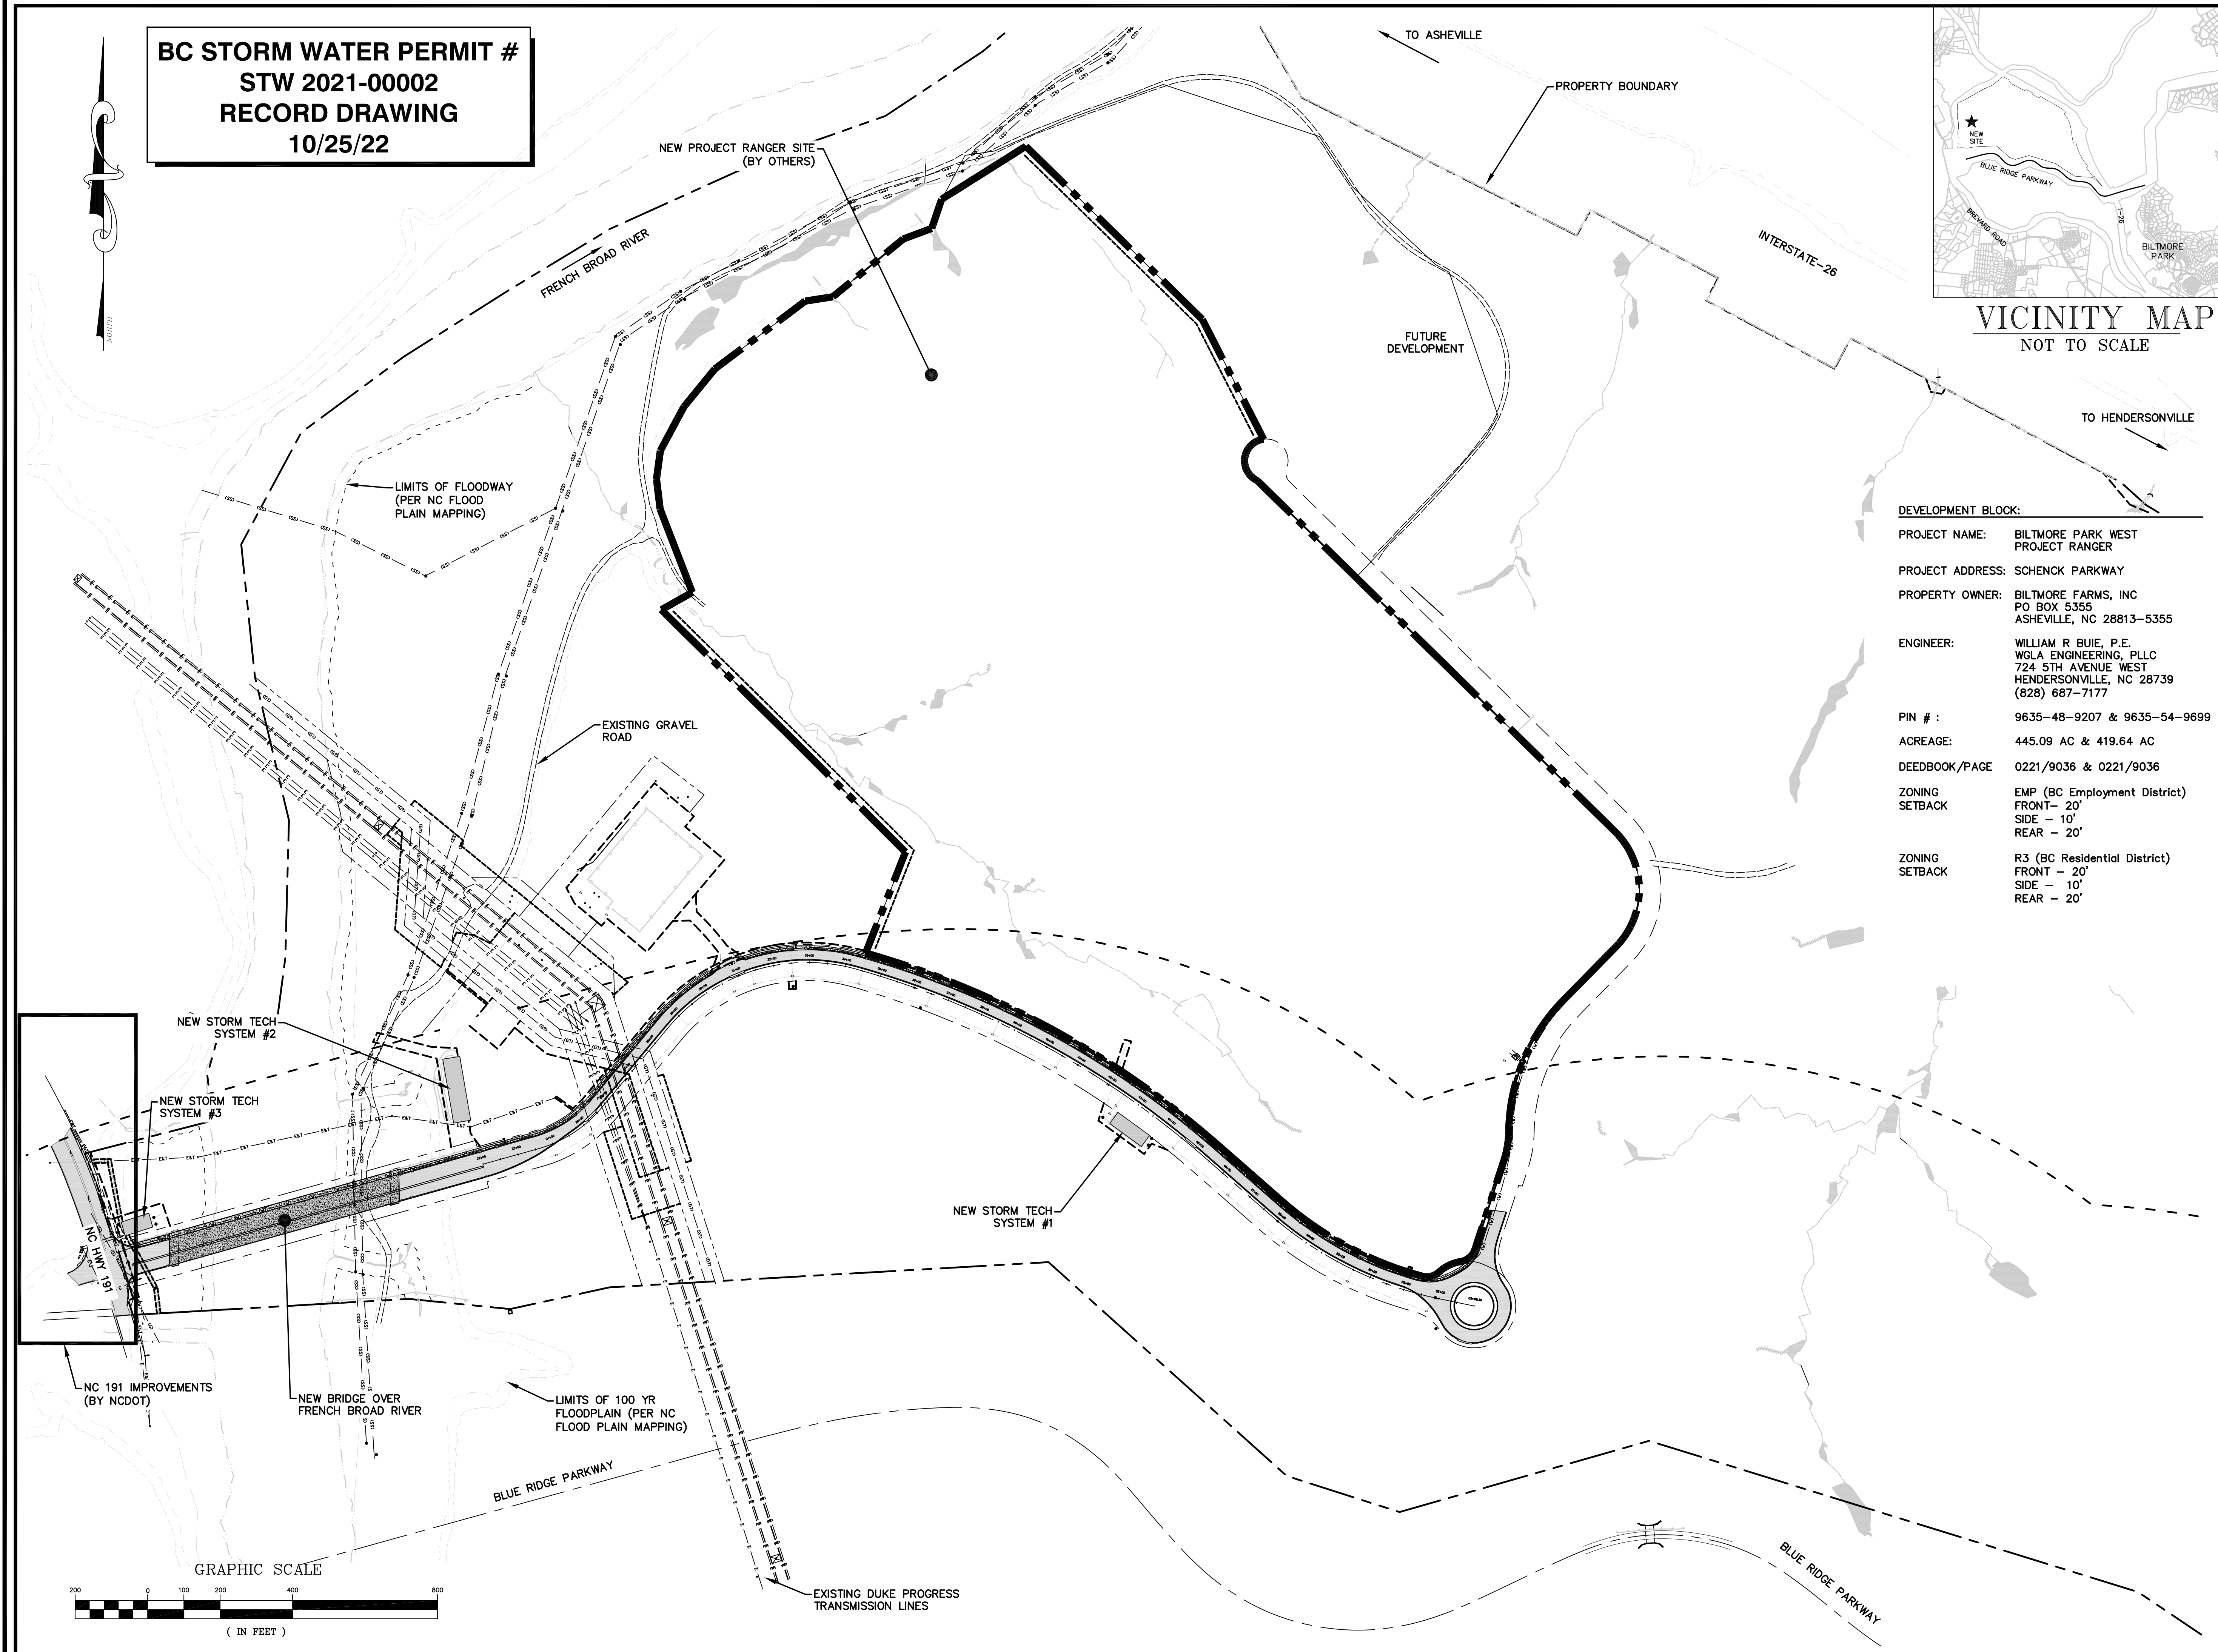 BC STORM WATER PERMIT #
STW 2021-00002
RECORD DRAWING
10/25/22
NORTH
TO ASHEVILLE
PROPERTY BOUNDARY
NEW PROJECT RANGER SITE
(BY OTHERS)
FRENCH BROAD RIVER
INTERSTATE-26
FUTURE
DEVELOPMENT
NEW
SITE
BLUE RIDGE PARKWAY
BREVARD ROAD
I-26
BILTMORE
PARK
VICINITY MAP
NOT TO SCALE
TO HENDERSONVILLE
LIMITS OF FLOODWAY
(PER NC FLOOD
PLAIN MAPPING)
DEVELOPMENT BLOCK:
PROJECT NAME: BILTMORE PARK WEST
PROJECT RANGER
PROJECT ADDRESS: SCHENCK PARKWAY
PROPERTY OWNER: BILTMORE FARMS, INC
PO BOX 5355
ASHEVILLE, NC 28813-5355
ENGINEER: WILLIAM R BUIE, P.E.
WGLA ENGINEERING, PLLC
724 5TH AVENUE WEST
HENDERSONVILLE, NC 28739
(828) 687-7177
PIN # : 9635-48-9207 & 9635-54-9699
ACREAGE: 445.09 AC & 419.64 AC
DEEDBOOK/PAGE 0221/9036 & 0221/9036
ZONING EMP (BC Employment District)
SETBACK FRONT- 20'
SIDE - 10'
REAR - 20'
ZONING R3 (BC Residential District)
SETBACK FRONT - 20'
SIDE - 10'
REAR - 20'
EXISTING GRAVEL
ROAD
NEW STORM TECH
SYSTEM #2
NEW STORM TECH
SYSTEM #3
NC HWY 191
NEW STORM TECH
SYSTEM #1
NC 191 IMPROVEMENTS
(BY NCDOT)
NEW BRIDGE OVER
FRENCH BROAD RIVER
LIMITS OF 100 YR
FLOODPLAIN (PER NC
FLOOD PLAIN MAPPING)
BLUE RIDGE PARKWAY
BLUE RIDGE PARKWAY
EXISTING DUKE PROGRESS
TRANSMISSION LINES
GRAPHIC SCALE
200 0 100 200 400 800
( IN FEET )